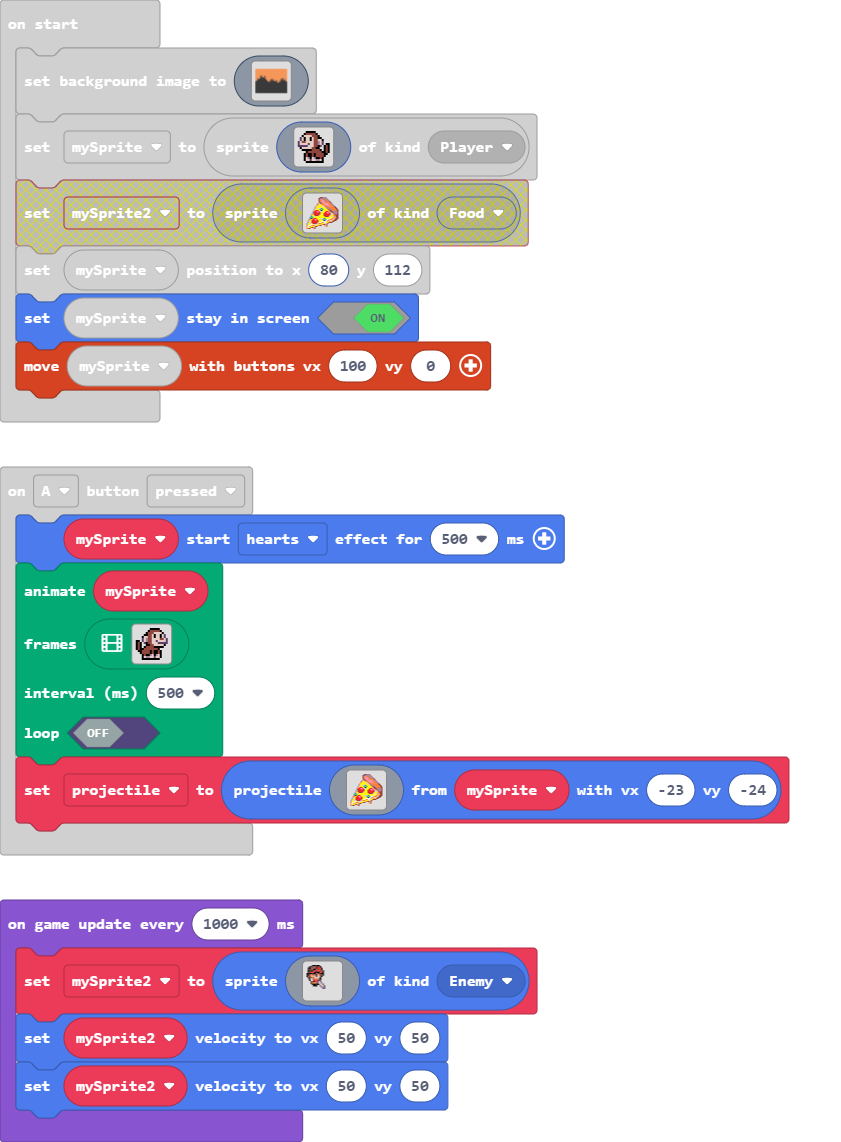 on start
set background image to
set mySprite to sprite of kind Player
set mySprite2 to sprite of kind Food
set mySprite position to x 80 y 112
set mySprite stay in screen ON
move mySprite with buttons vx 100 vy 0
on A button pressed
mySprite start hearts effect for 500 ms
animate mySprite
frames
interval (ms) 500
loop OFF
set projectile to projectile from mySprite with vx -23 vy -24
on game update every 1000 ms
set mySprite2 to sprite of kind Enemy
set mySprite2 velocity to vx 50 vy 50
set mySprite2 velocity to vx 50 vy 50